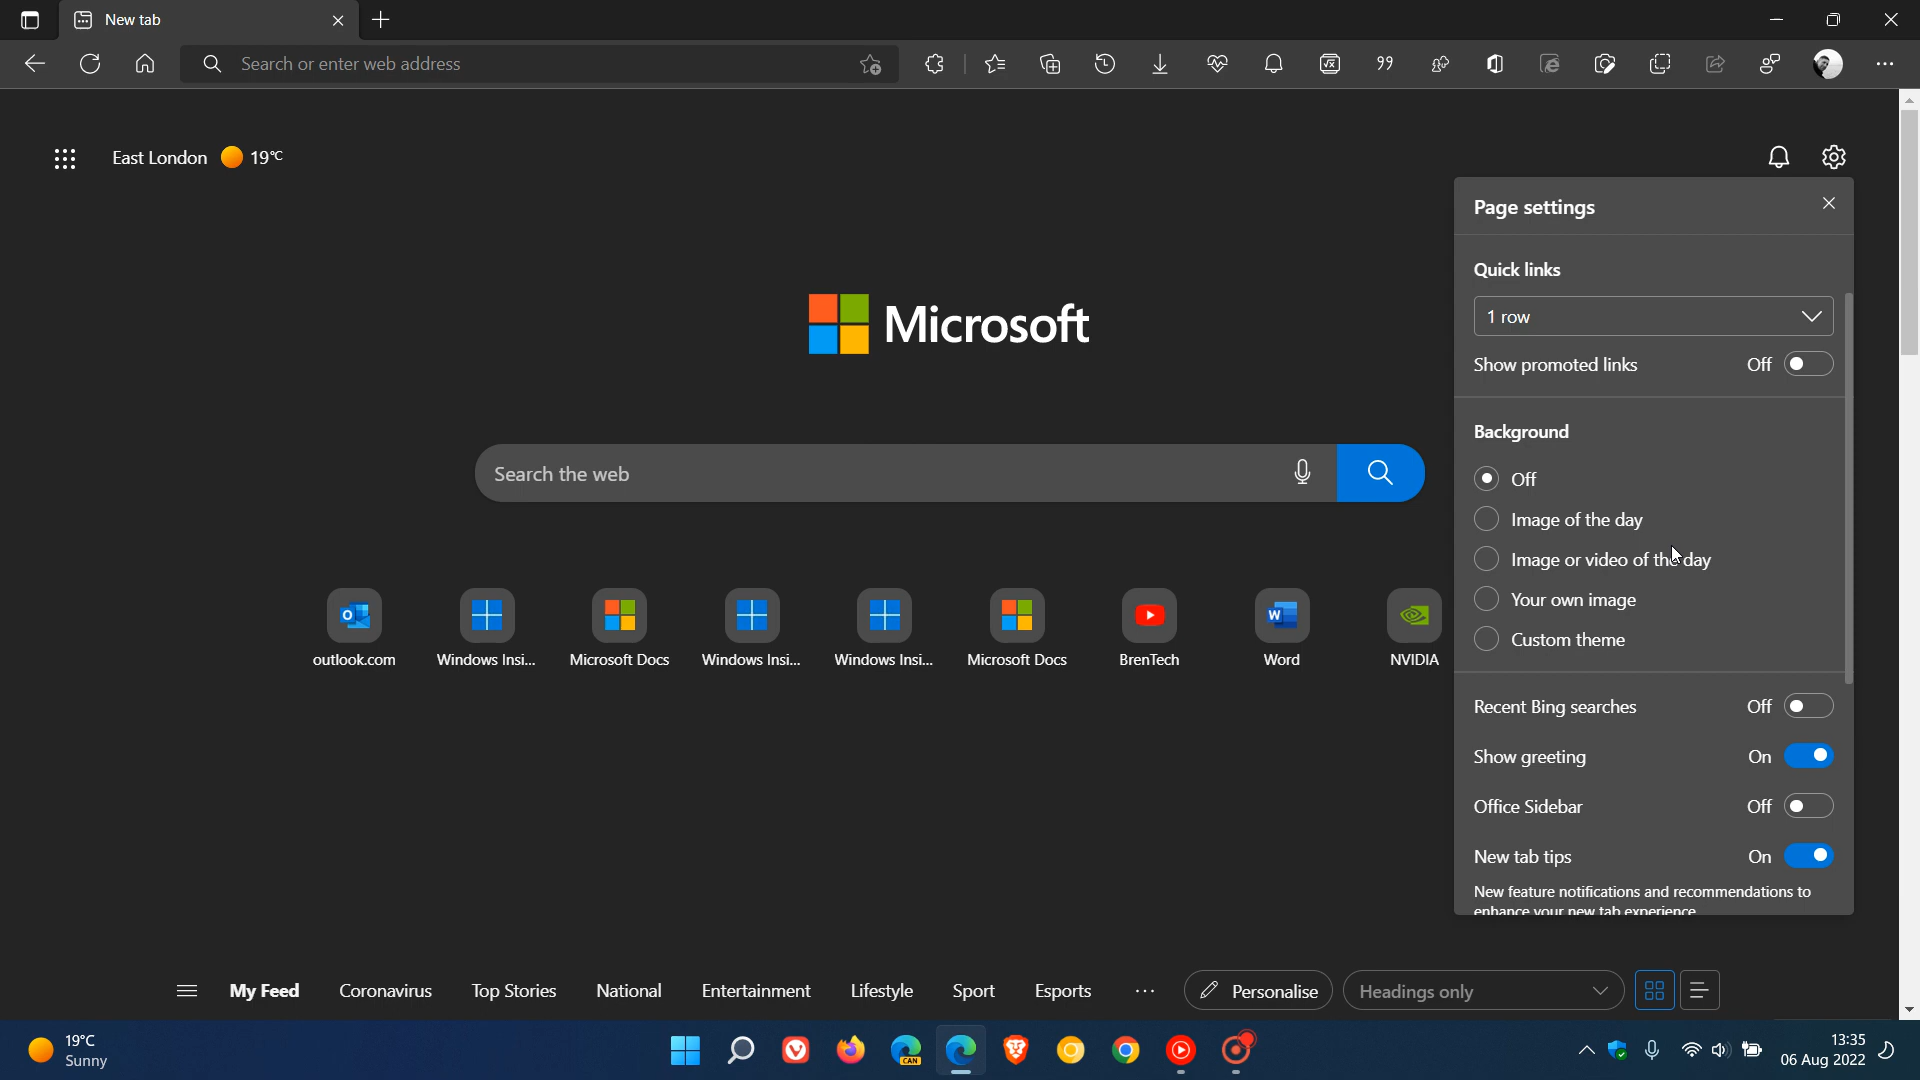 New tab
Search or enter web address
East London 19°C
Page settings
Quick links
1 row
Show promoted links Off
Background
Off
Image of the day
Image or video of the day
Your own image
Custom theme
Recent Bing searches Off
Show greeting On
Office Sidebar Off
New tab tips On
New feature notifications and recommendations to
enhance your new tab experience
Microsoft
Search the web
outlook.com Windows Insi... Microsoft Docs Windows Insi... Windows Insi... Microsoft Docs BrenTech Word NVIDIA
My Feed Coronavirus Top Stories National Entertainment Lifestyle Sport Esports ... Personalise Headings only
19°C
Sunny
CAN
13:35
06 Aug 2022